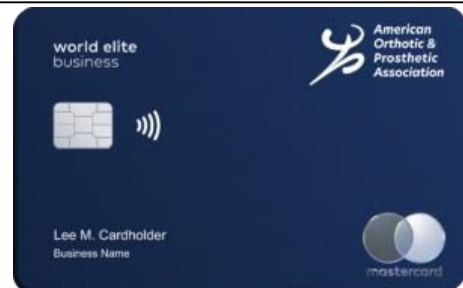 world elite
business
American
Orthotic &
Prosthetic
Association
Lee M. Cardholder
Business Name
mastercard